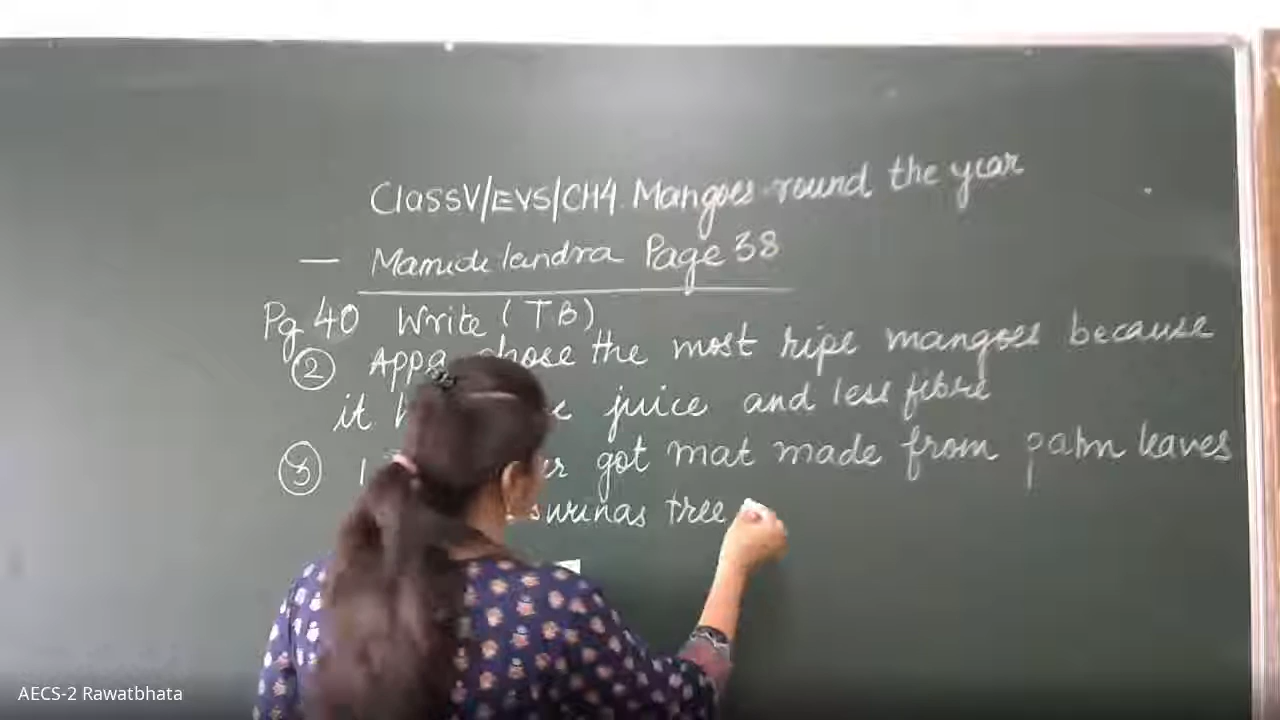 ClassV/EVS/CH4. Mangoes round the year
— Mamidi tandra Page 38
Pg 40 Write (TB)
② Appa chose the most ripe mangoes because
it juice and less fibre
③ got mat made from palm leaves
tree
AECS-2 Rawatbhata